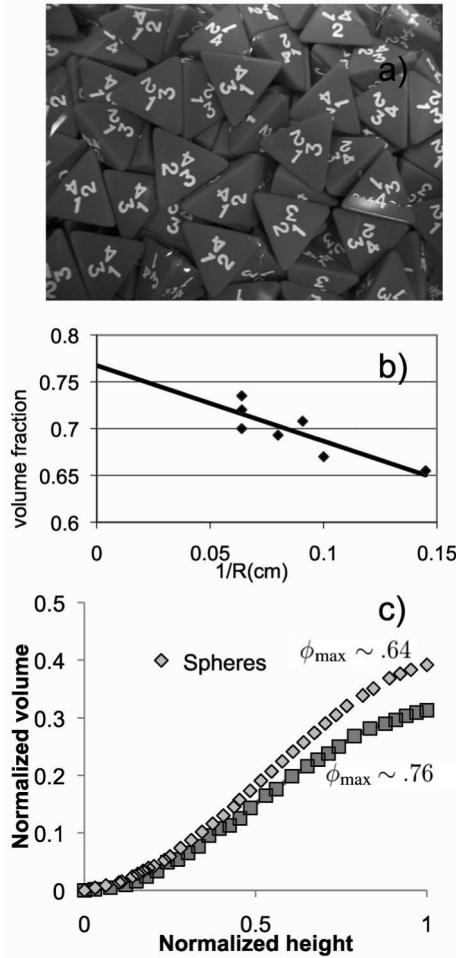 a)
b)
0.8
0.75
0.7
0.65
0.6
volume fraction
0
0.05
0.1
0.15
1/R(cm)
c)
0.5
0.4
0.3
0.2
0.1
0
Normalized volume
Spheres
ϕmax ∼ .64
ϕmax ∼ .76
0
0.5
1
Normalized height